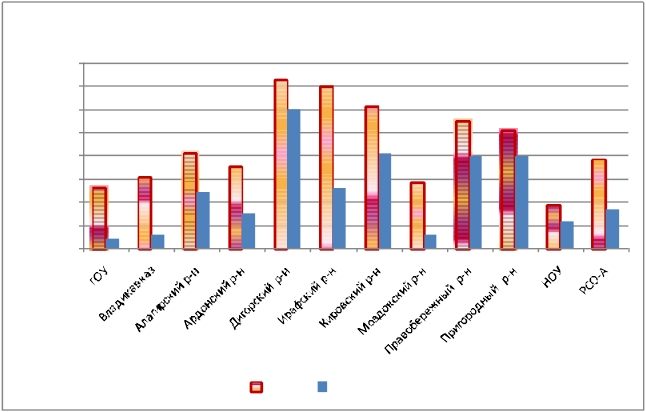 ГОУ
Владикавказ
Алагирский р-н
Ардонский р-н
Дигорский р-н
Ирафский р-н
Кировский р-н
Моздокский р-н
Правобережный р-н
Пригородный р-н
НОУ
РСО-А